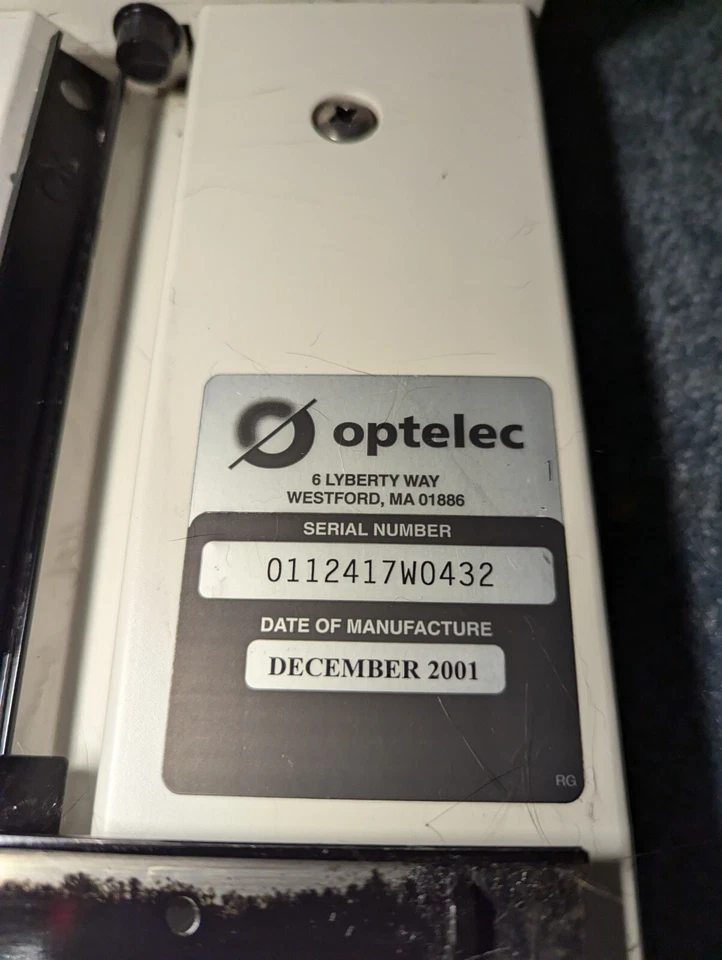 optelec
6 LYBERTY WAY
WESTFORD, MA 01886
SERIAL NUMBER
0112417W0432
DATE OF MANUFACTURE
DECEMBER 2001
RG